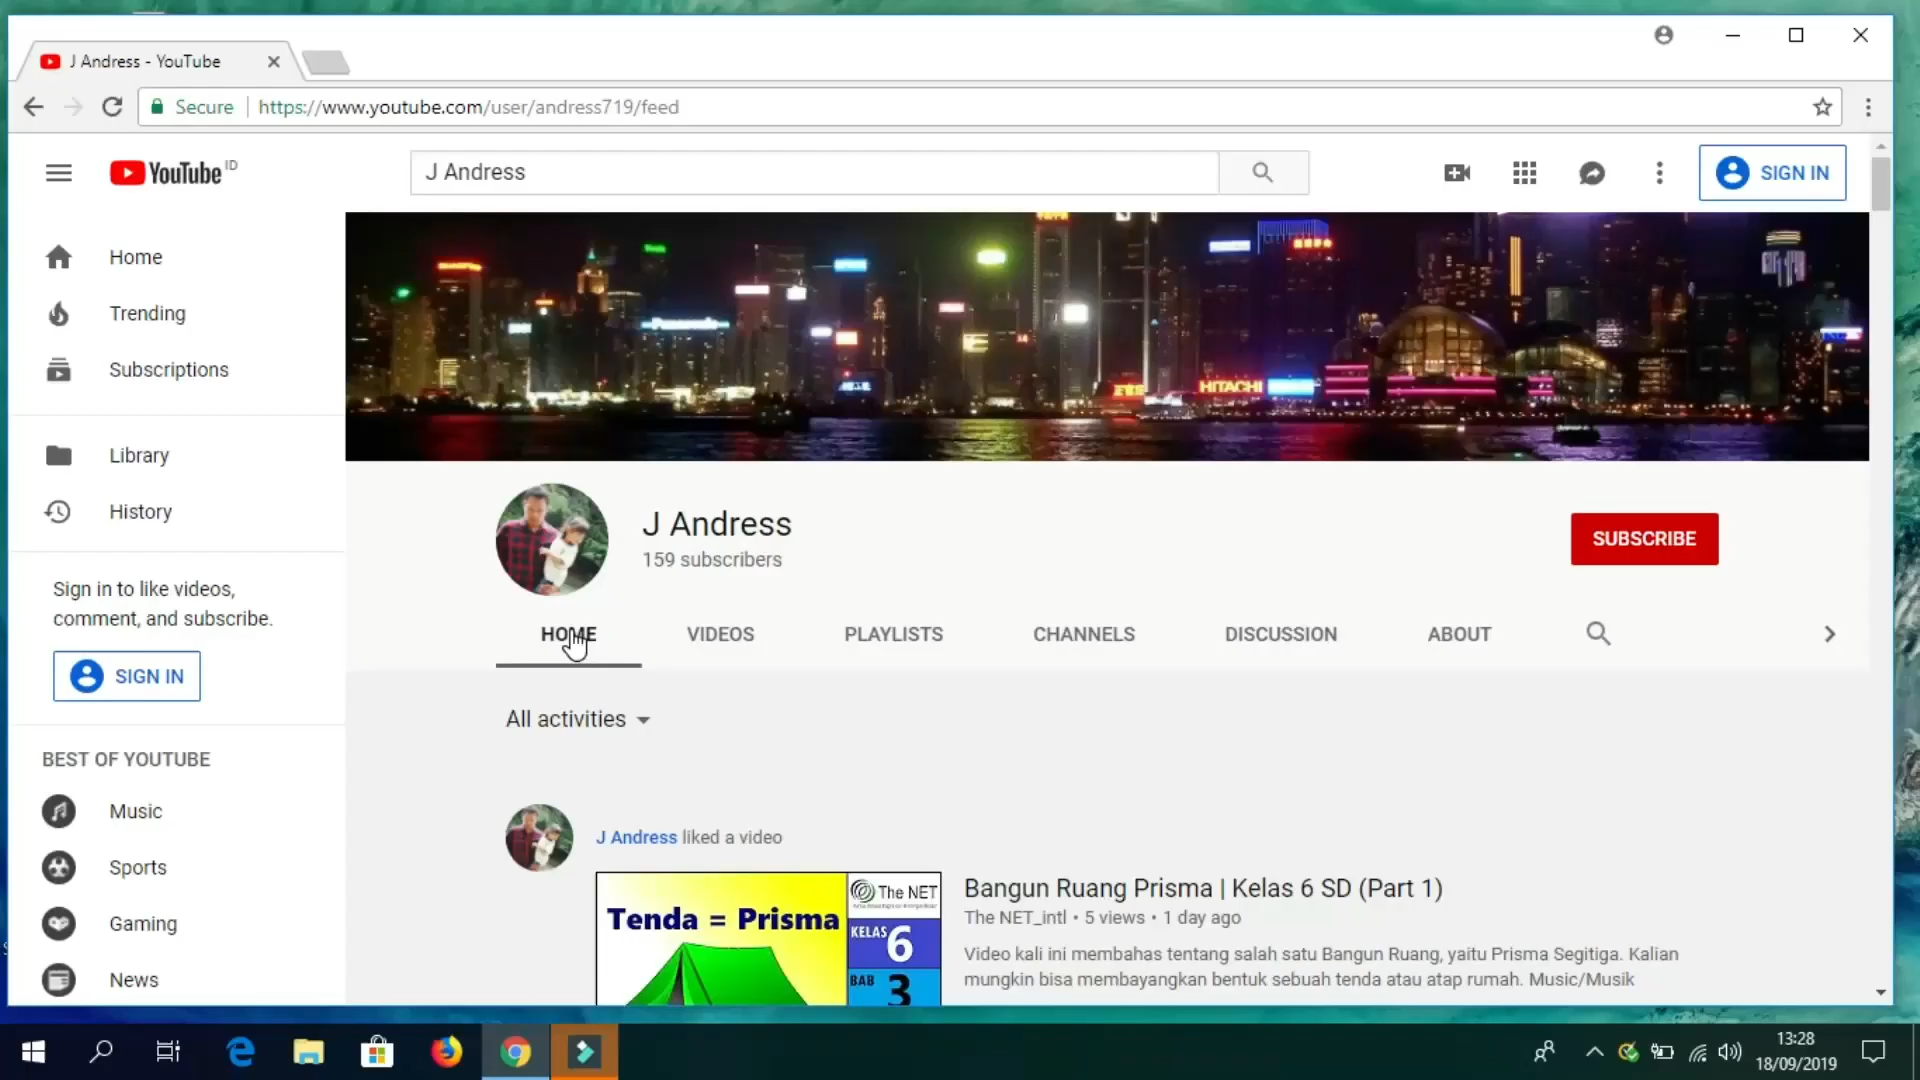 J Andress - YouTube
Secure
https://www.youtube.com/user/andress719/feed
YouTube ID
J Andress
SIGN IN
Home
Trending
Subscriptions
Library
History
Sign in to like videos,
comment, and subscribe.
SIGN IN
BEST OF YOUTUBE
Music
Sports
Gaming
News
HITACHI
J Andress
159 subscribers
SUBSCRIBE
HOME
VIDEOS
PLAYLISTS
CHANNELS
DISCUSSION
ABOUT
All activities
J Andress liked a video
Tenda = Prisma
The NET
KELAS
6
BAB
3
Bangun Ruang Prisma | Kelas 6 SD (Part 1)
The NET_intl • 5 views • 1 day ago
Video kali ini membahas tentang salah satu Bangun Ruang, yaitu Prisma Segitiga. Kalian
mungkin bisa membayangkan bentuk sebuah tenda atau atap rumah. Music/Musik
13:28
18/09/2019